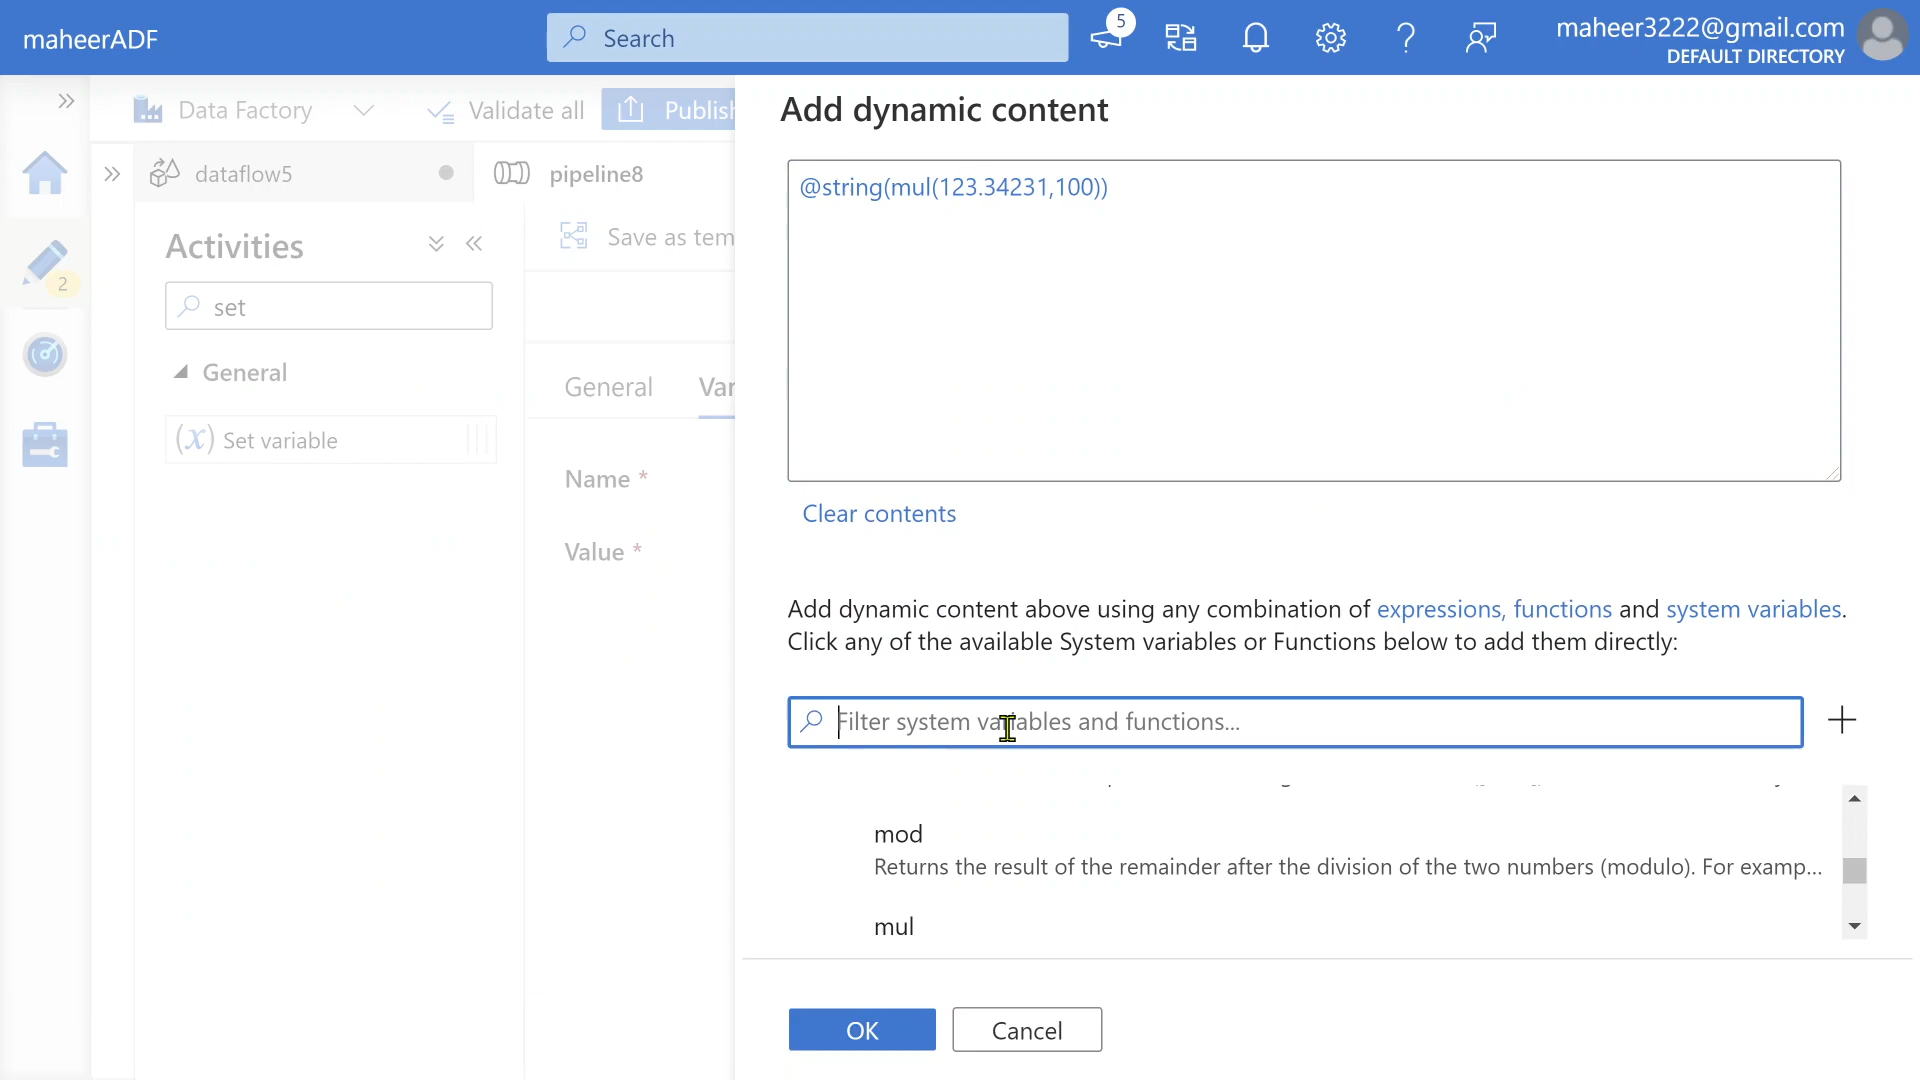 maheerADF
Search
5
maheer3222@gmail.com
DEFAULT DIRECTORY
Data Factory
Validate all
Publish
dataflow5
pipeline8
Activities
Save as tem
set
General
Set variable
2
General
Var
Name *
Value *
Add dynamic content
@string(mul(123.34231,100))
Clear contents
Add dynamic content above using any combination of expressions, functions and system variables.
Click any of the available System variables or Functions below to add them directly:
Filter system variables and functions...
mod
Returns the result of the remainder after the division of the two numbers (modulo). For examp...
mul
OK
Cancel